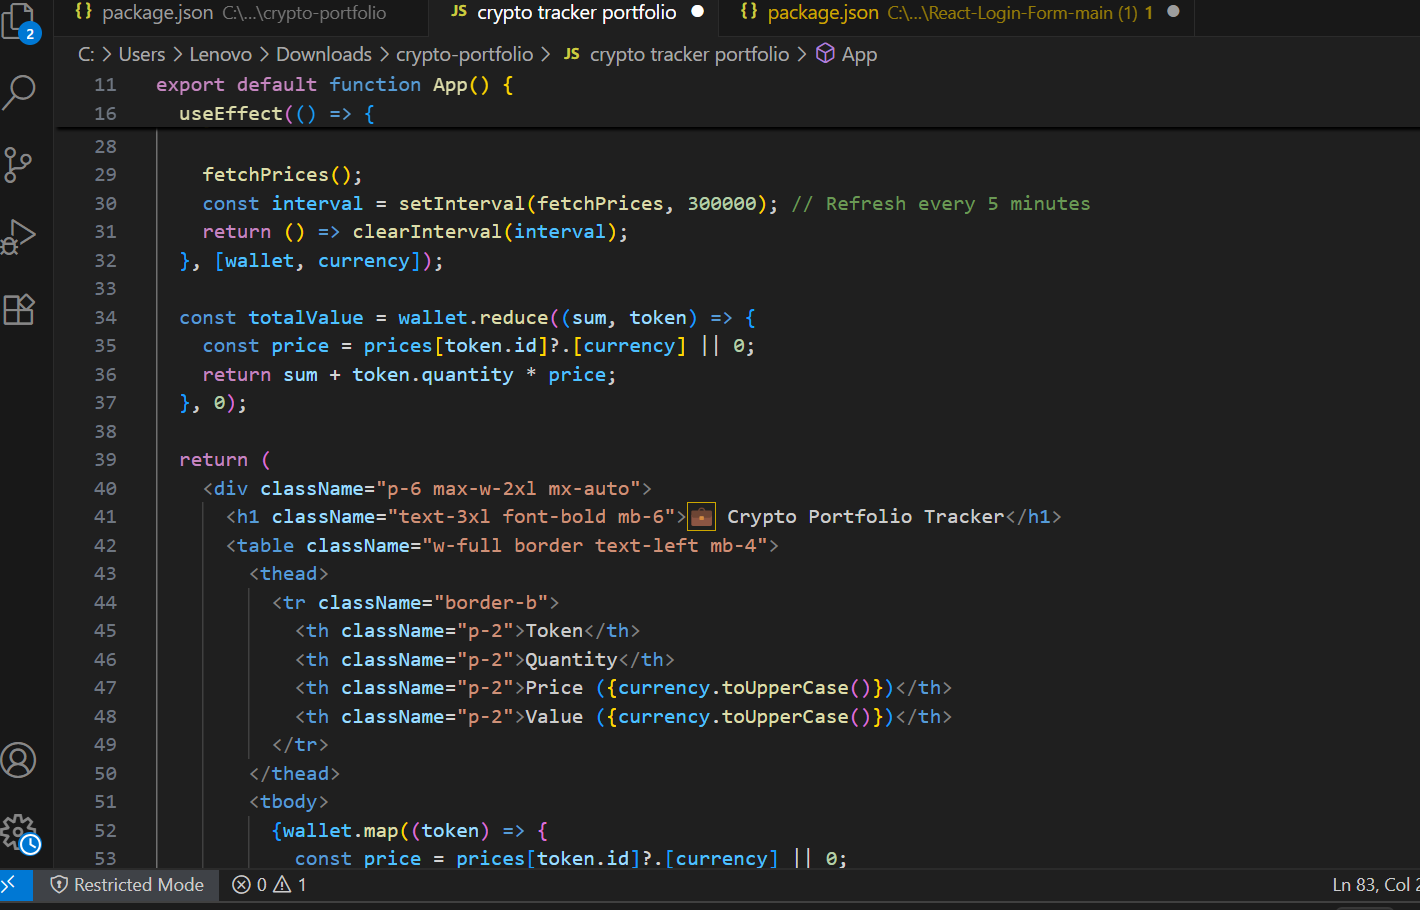 {} package.json C:\...\crypto-portfolio JS crypto tracker portfolio ● {} package.json C:\...\React-Login-Form-main (1) 1 ●
2
C: > Users > Lenovo > Downloads > crypto-portfolio > JS crypto tracker portfolio > App
11 export default function App() {
16 useEffect(() => {
28
29 fetchPrices();
30 const interval = setInterval(fetchPrices, 300000); // Refresh every 5 minutes
31 return () => clearInterval(interval);
32 }, [wallet, currency]);
33
34 const totalValue = wallet.reduce((sum, token) => {
35 const price = prices[token.id]?.[currency] || 0;
36 return sum + token.quantity * price;
37 }, 0);
38
39 return (
40 <div className="p-6 max-w-2xl mx-auto">
41 <h1 className="text-3xl font-bold mb-6">💼 Crypto Portfolio Tracker</h1>
42 <table className="w-full border text-left mb-4">
43 <thead>
44 <tr className="border-b">
45 <th className="p-2">Token</th>
46 <th className="p-2">Quantity</th>
47 <th className="p-2">Price ({currency.toUpperCase()})</th>
48 <th className="p-2">Value ({currency.toUpperCase()})</th>
49 </tr>
50 </thead>
51 <tbody>
52 {wallet.map((token) => {
53 const price = prices[token.id]?.[currency] || 0;
Restricted Mode 0 1 Ln 83, Col